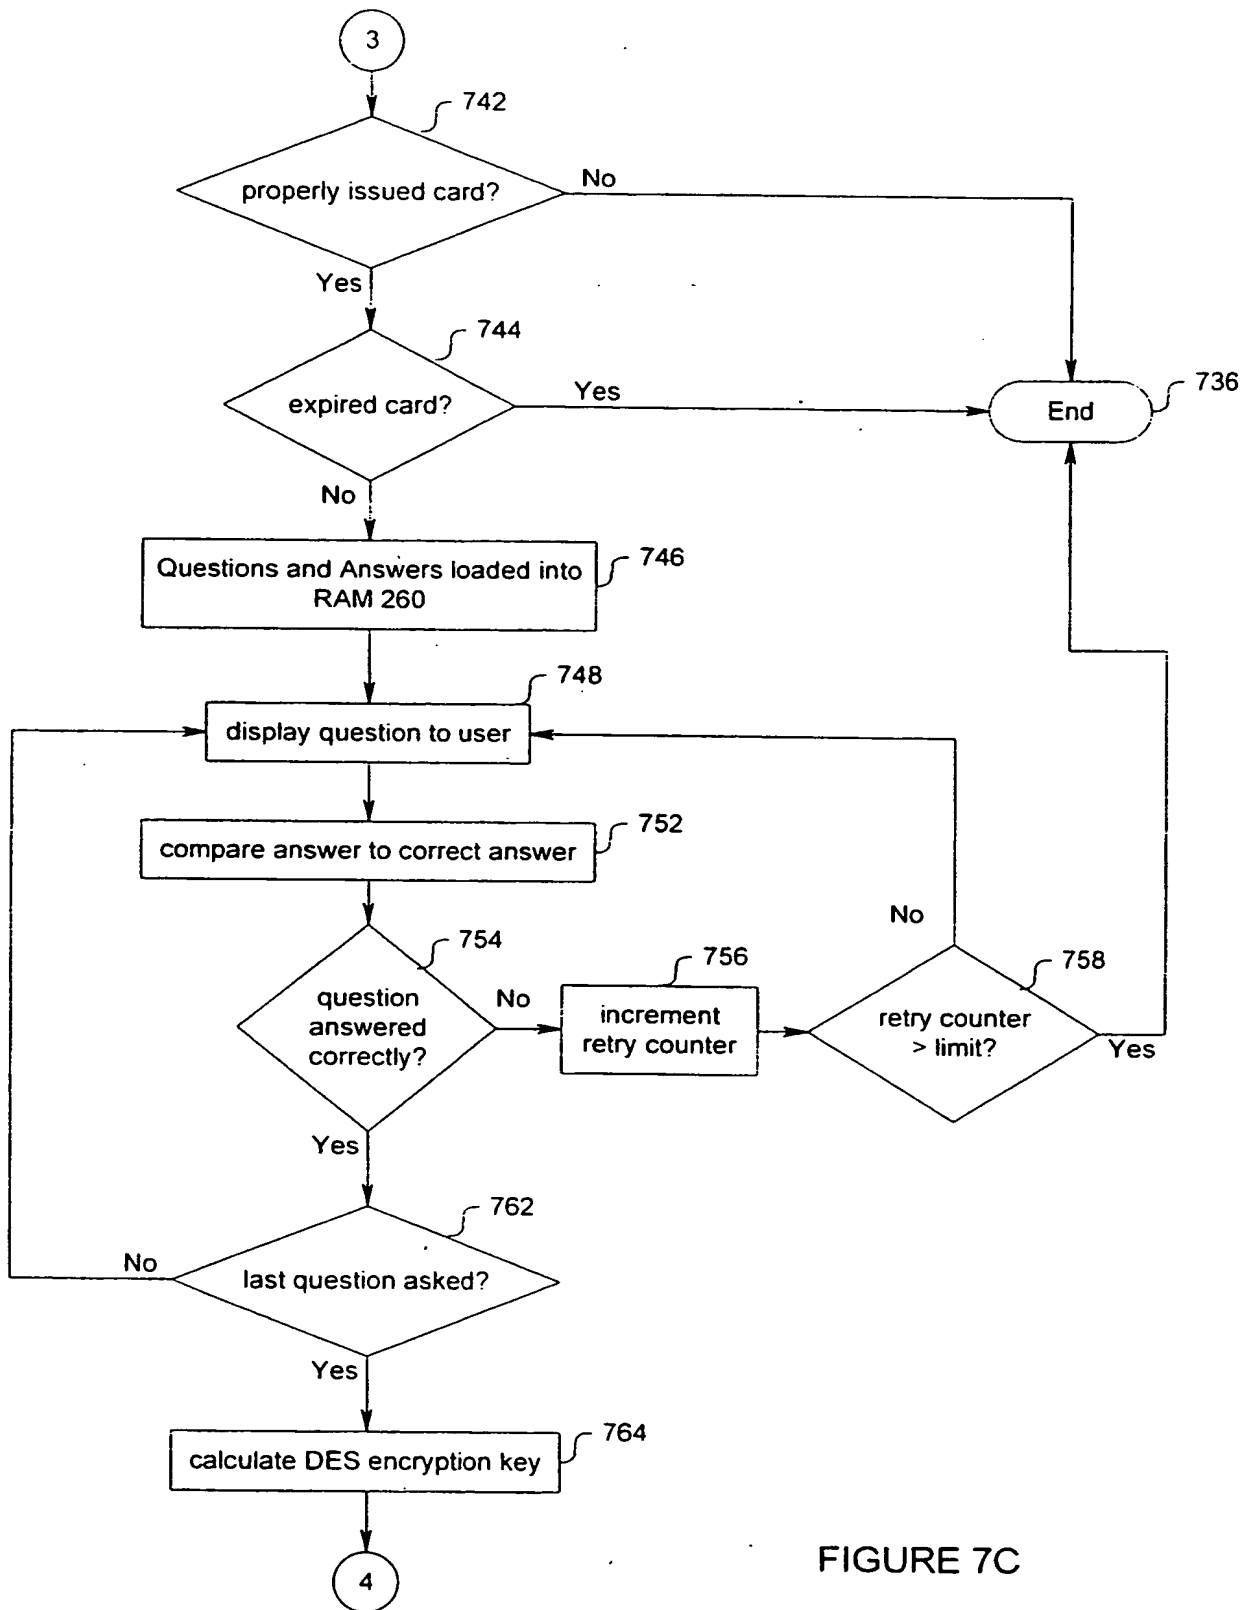 3
742
properly issued card?
No
Yes
744
expired card?
Yes
End
736
No
746
Questions and Answers loaded into
RAM 260
748
display question to user
752
compare answer to correct answer
754
question
answered
correctly?
No
756
increment
retry counter
No
758
retry counter
> limit?
Yes
Yes
762
last question asked?
No
Yes
764
calculate DES encryption key
4
FIGURE 7C